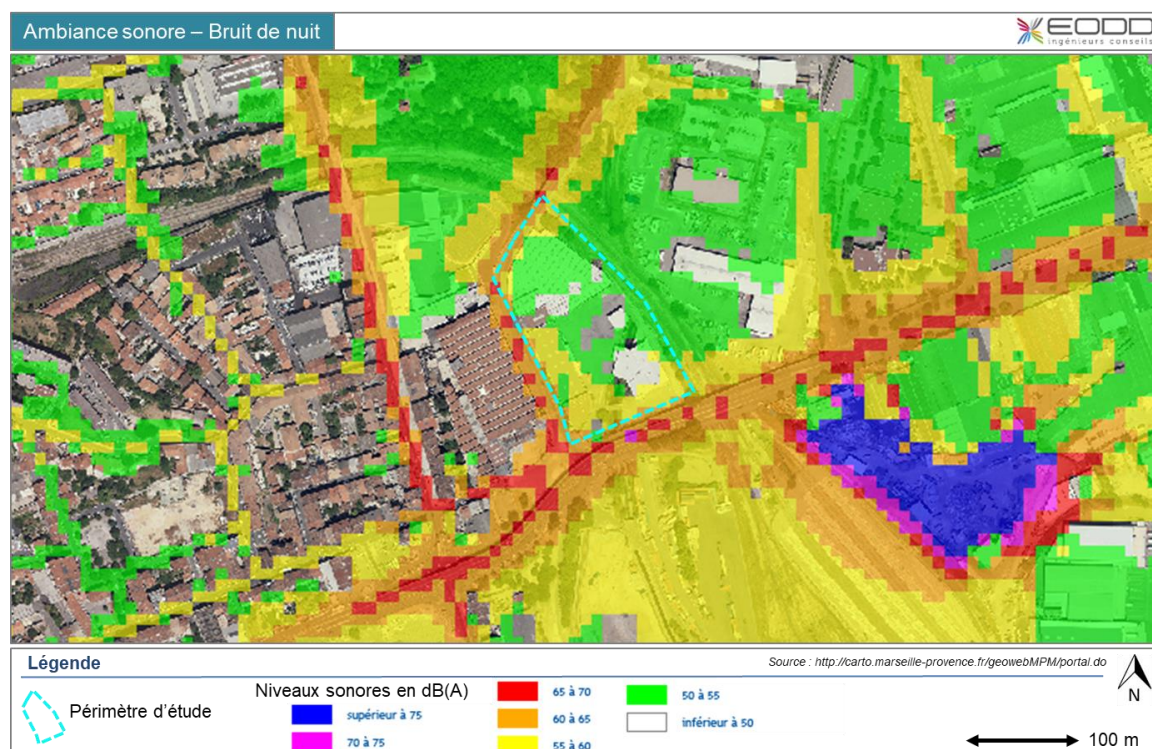 Ambiance sonore – Bruit de nuit
EODD
ingénieurs conseils
Légende
Source : http://carto.marseille-provence.fr/geowebMPM/portal.do
Périmètre d'étude
Niveaux sonores en dB(A)
supérieur à 75
70 à 75
65 à 70
60 à 65
55 à 60
50 à 55
inférieur à 50
N
100 m